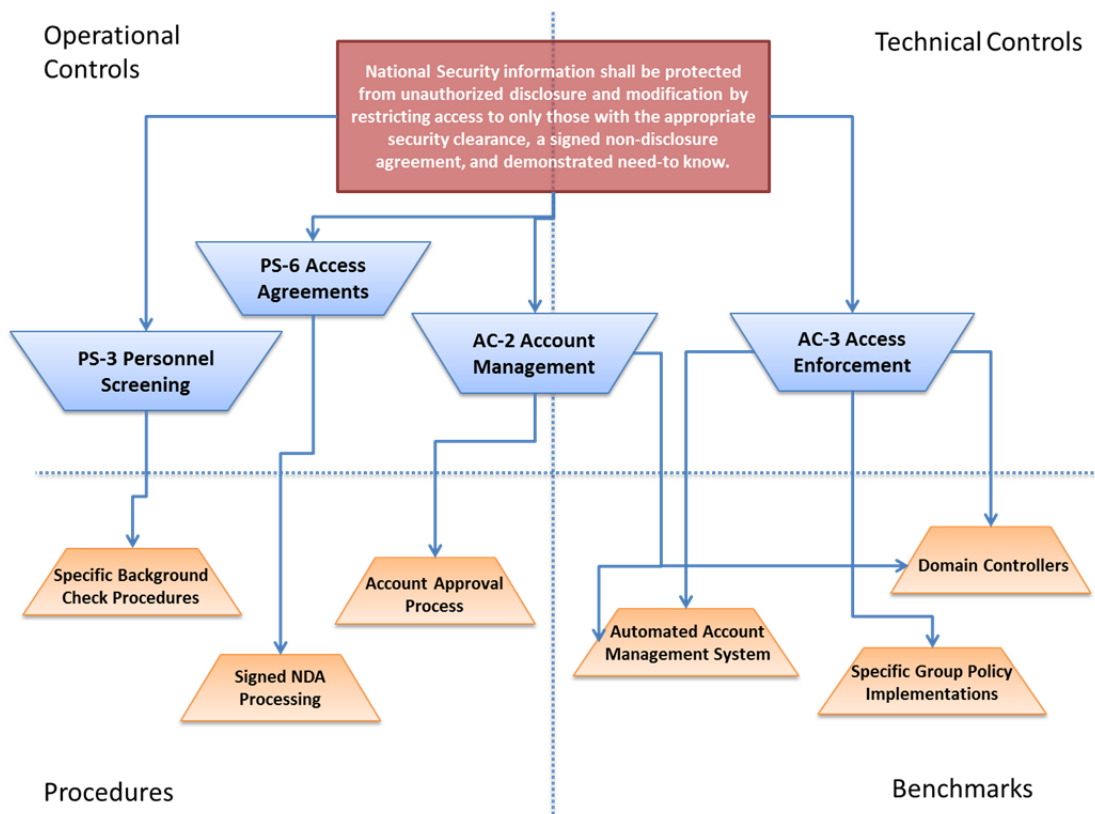 Operational
Controls
Technical Controls
National Security information shall be protected
from unauthorized disclosure and modification by
restricting access to only those with the appropriate
security clearance, a signed non-disclosure
agreement, and demonstrated need-to know.
PS-6 Access
Agreements
PS-3 Personnel
Screening
AC-2 Account
Management
AC-3 Access
Enforcement
Specific Background
Check Procedures
Account Approval
Process
Domain Controllers
Automated Account
Management System
Signed NDA
Processing
Specific Group Policy
Implementations
Procedures
Benchmarks